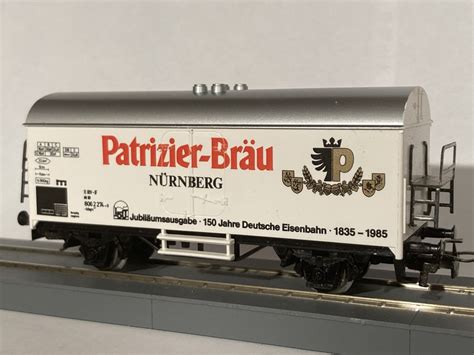 Patrizier-Bräu
NÜRNBERG
P
Jubiläumsausgabe · 150 Jahre Deutsche Eisenbahn · 1835 – 1985